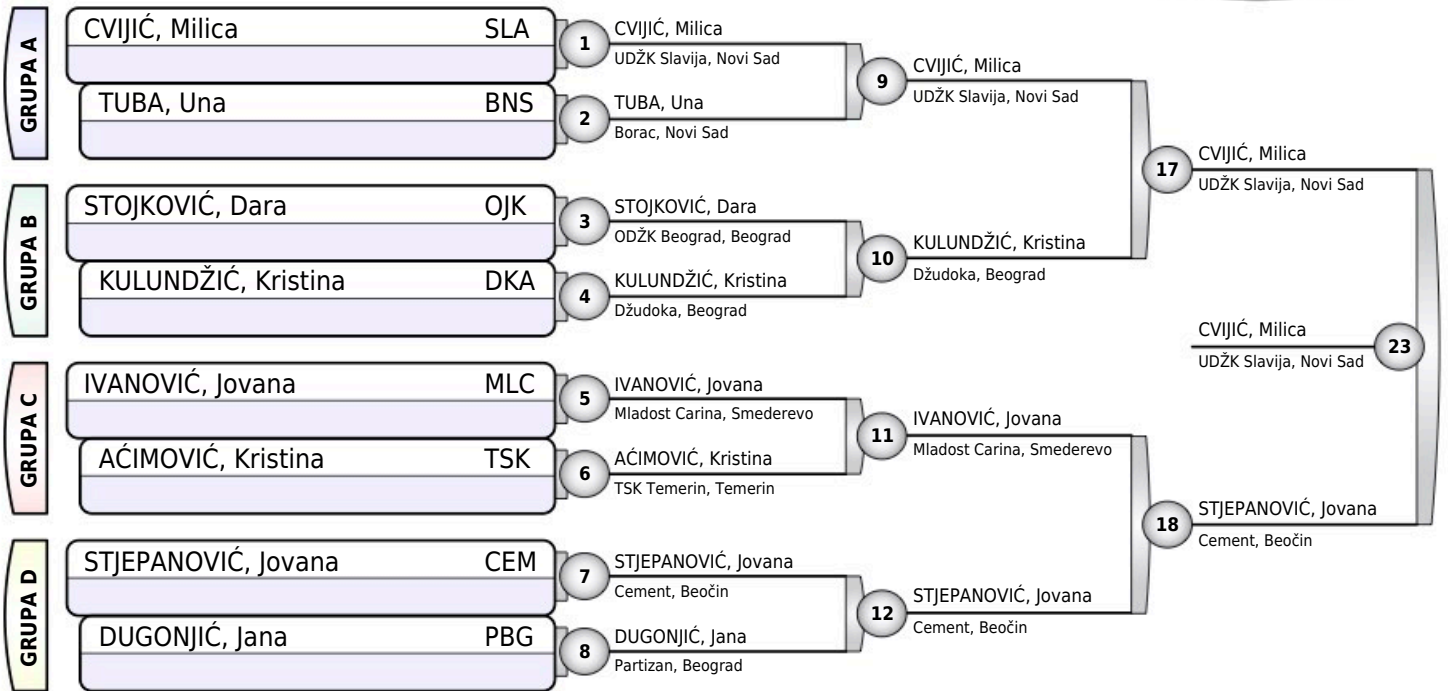 GRUPA A
CVIJIĆ, Milica SLA
TUBA, Una BNS
GRUPA B
STOJKOVIĆ, Dara OJK
KULUNDŽIĆ, Kristina DKA
GRUPA C
IVANOVIĆ, Jovana MLC
AĆIMOVIĆ, Kristina TSK
GRUPA D
STJEPANOVIĆ, Jovana CEM
DUGONJIĆ, Jana PBG
1
CVIJIĆ, Milica
UDŽK Slavija, Novi Sad
2
TUBA, Una
Borac, Novi Sad
3
STOJKOVIĆ, Dara
ODŽK Beograd, Beograd
4
KULUNDŽIĆ, Kristina
Džudoka, Beograd
5
IVANOVIĆ, Jovana
Mladost Carina, Smederevo
6
AĆIMOVIĆ, Kristina
TSK Temerin, Temerin
7
STJEPANOVIĆ, Jovana
Cement, Beočin
8
DUGONJIĆ, Jana
Partizan, Beograd
9
CVIJIĆ, Milica
UDŽK Slavija, Novi Sad
10
KULUNDŽIĆ, Kristina
Džudoka, Beograd
11
IVANOVIĆ, Jovana
Mladost Carina, Smederevo
12
STJEPANOVIĆ, Jovana
Cement, Beočin
17
CVIJIĆ, Milica
UDŽK Slavija, Novi Sad
18
STJEPANOVIĆ, Jovana
Cement, Beočin
CVIJIĆ, Milica
UDŽK Slavija, Novi Sad
23